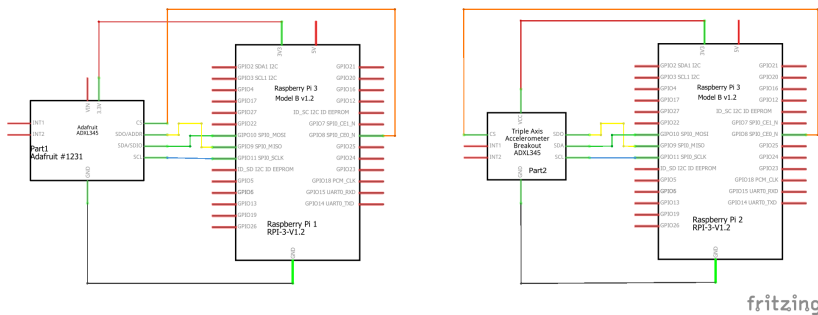 3V3
5V
GPIO2 SDA1 I2C
GPIO3 SCL1 I2C
GPIO4
GPIO17
GPIO27
GPIO22
GPIO10 SPI0_MOSI
GPIO9 SPI0_MISO
GPIO11 SPI0_SCLK
ID_SD I2C ID EEPROM
GPIO5
GPIO6
GPIO13
GPIO19
GPIO26
GPIO21
GPIO20
GPIO16
GPIO12
ID_SC I2C ID EEPROM
GPIO7 SPI0_CE1_N
GPIO8 SPI0_CE0_N
GPIO25
GPIO24
GPIO23
GPIO18 PCM_CLK
GPIO15 UART0_RXD
GPIO14 UART0_TXD
Raspberry Pi 3
Model B v1.2
Raspberry Pi 1
RPI-3-V1.2
GND
VIN
3.3V
INT1
INT2
Adafruit
ADXL345
Part1
Adafruit #1231
CS
SDO/ADDR
SDA/SDIO
SCL
GND
3V3
5V
GPIO2 SDA1 I2C
GPIO3 SCL1 I2C
GPIO4
GPIO17
GPIO27
GPIO22
GPIO10 SPI0_MOSI
GPIO9 SPI0_MISO
GPIO11 SPI0_SCLK
ID_SD I2C ID EEPROM
GPIO5
GPIO6
GPIO13
GPIO19
GPIO26
GPIO21
GPIO20
GPIO16
GPIO12
ID_SC I2C ID EEPROM
GPIO7 SPI0_CE1_N
GPIO8 SPI0_CE0_N
GPIO25
GPIO24
GPIO23
GPIO18 PCM_CLK
GPIO15 UART0_RXD
GPIO14 UART0_TXD
Raspberry Pi 3
Model B v1.2
Raspberry Pi 2
RPI-3-V1.2
GND
VCC
CS
INT1
INT2
Triple Axis
Accelerometer
Breakout
ADXL345
Part2
SDO
SDA
SCL
GND
fritzing